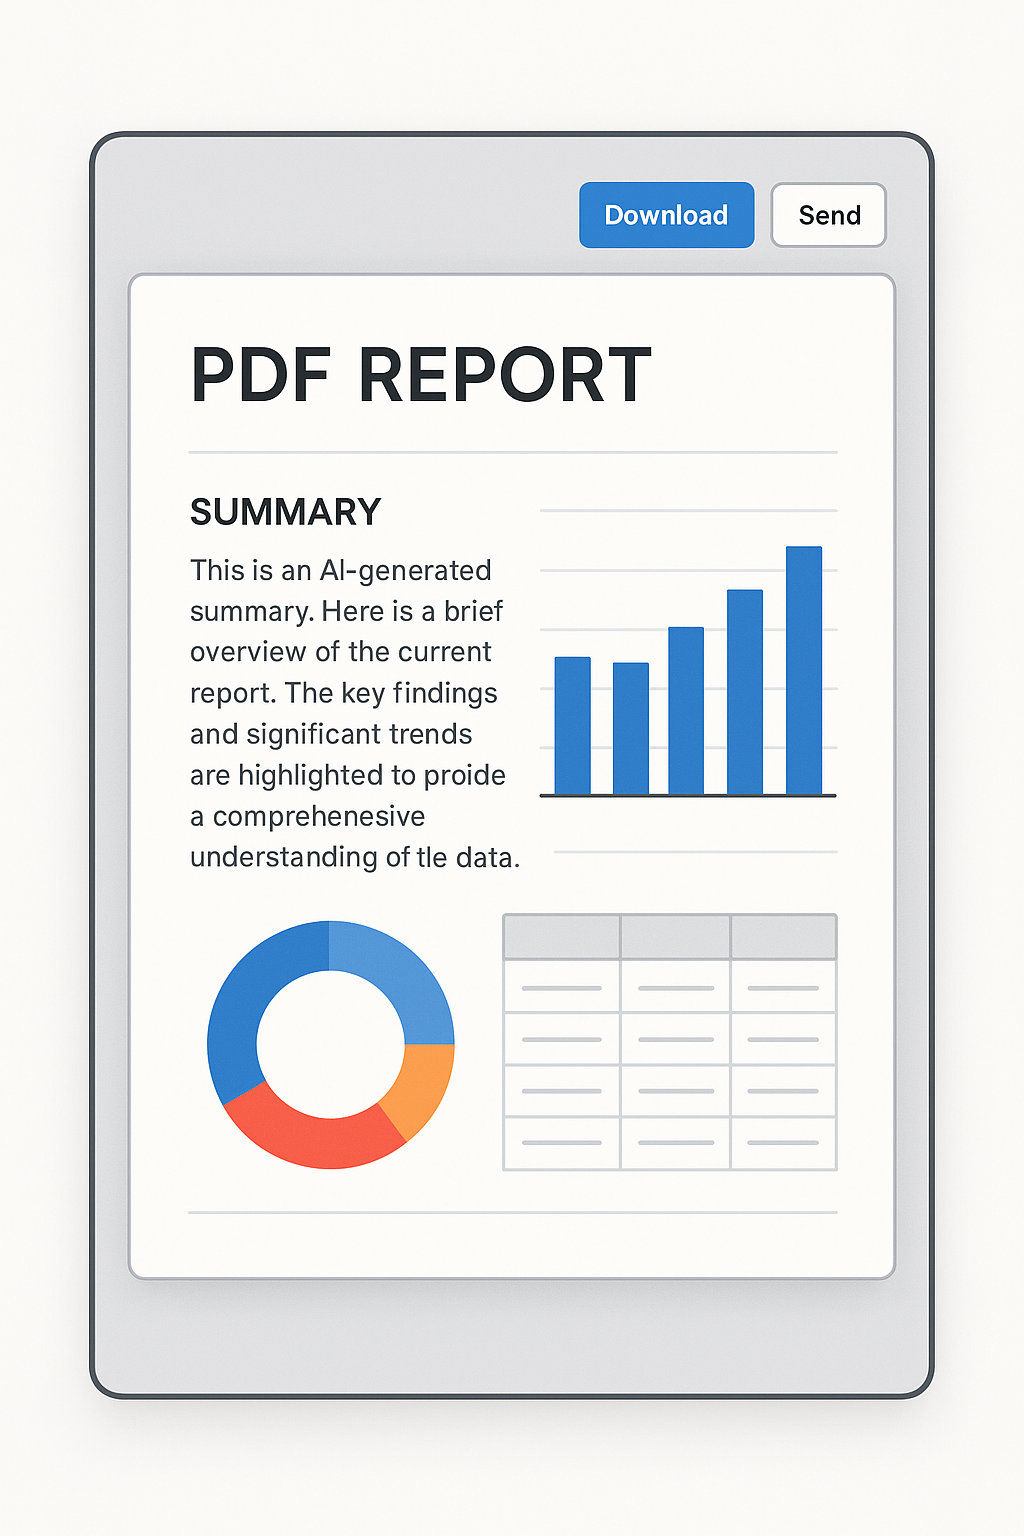 Download
Send
PDF REPORT
SUMMARY
This is an AI-generated
summary. Here is a brief
overview of the current
report. The key findings
and significant trends
are highlighted to proide
a comprehenesive
understanding of tle data.